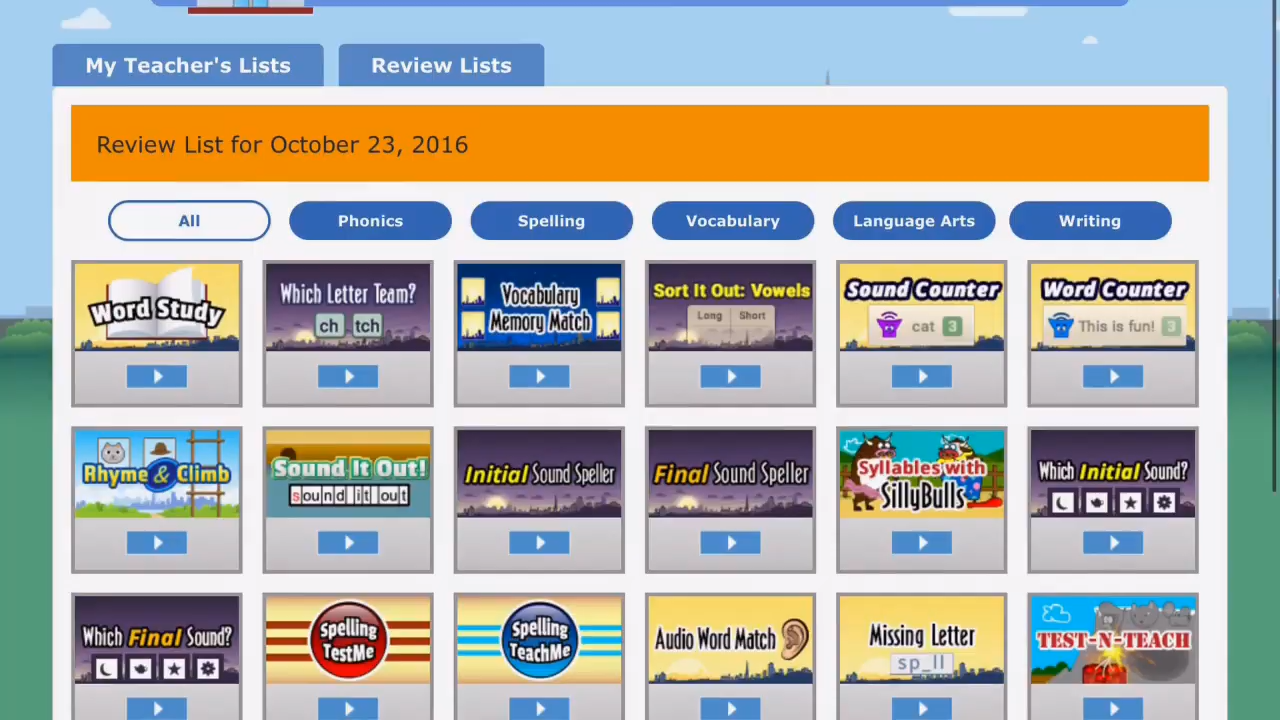 My Teacher's Lists
Review Lists
Review List for October 23, 2016
All
Phonics
Spelling
Vocabulary
Language Arts
Writing
Word Study
Which Letter Team?
ch tch
Vocabulary
Memory Match
Sort It Out: Vowels
Long Short
Sound Counter
cat 3
Word Counter
This is fun! 3
Rhyme & Climb
Sound It Out!
sound it out
Initial Sound Speller
Final Sound Speller
Syllables with
SillyBulls
Which Initial Sound?
Which Final Sound?
Spelling
TestMe
Spelling
TeachMe
Audio Word Match
Missing Letter
sp_ll
TEST-N-TEACH